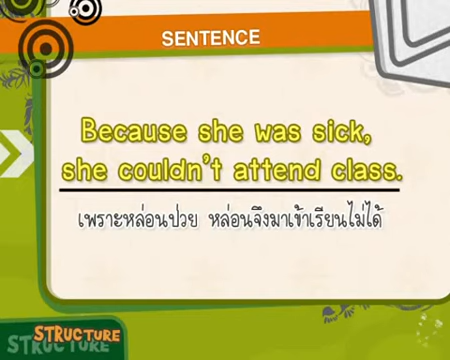 SENTENCE
Because she was sick,
she couldn't attend class.
เพราะหล่อนป่วย หล่อนจึงมาเข้าเรียนไม่ได้
STRUCTURE
STRUCTURE